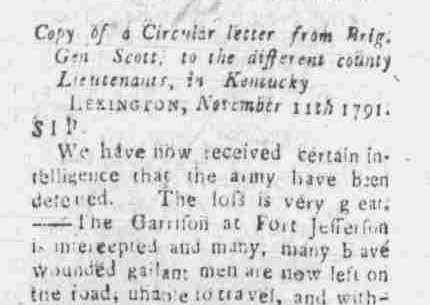 Copy of a Circular letter from Brig.
Gen Scott, to the different county
Lieutenants, in Kentucky
LEXINGTON, November 11th 1791.
SIR.
We have now received certain in-
telligence that the army have been
defeated. The loss is very great.
—The Garrison at Fort Jefferson
is intercepted and many, many brave
wounded gallant men are now left on
the road, unable to travel, and with-